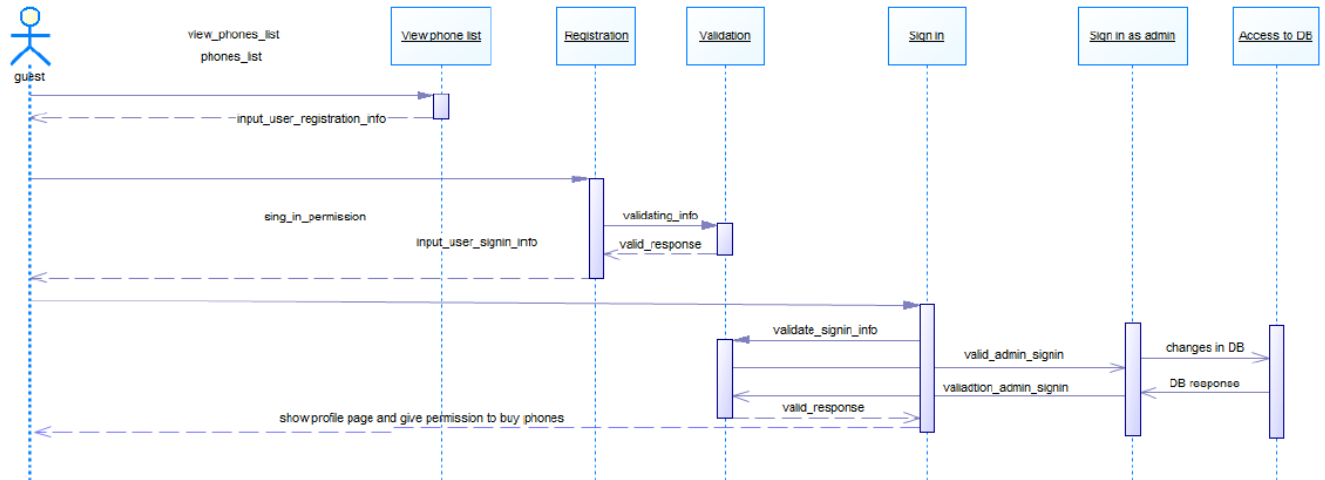 view_phones_list
View phone list
Registration
Validation
Sign in
Sign in as admin
Access to DB
phones_list
guest
input_user_registration_info
sing_in_permission
validating_info
input_user_signin_info
valid_response
validate_signin_info
valid_admin_signin
changes in DB
valiadtion_admin_signin
DB response
valid_response
show profile page and give permission to buy phones